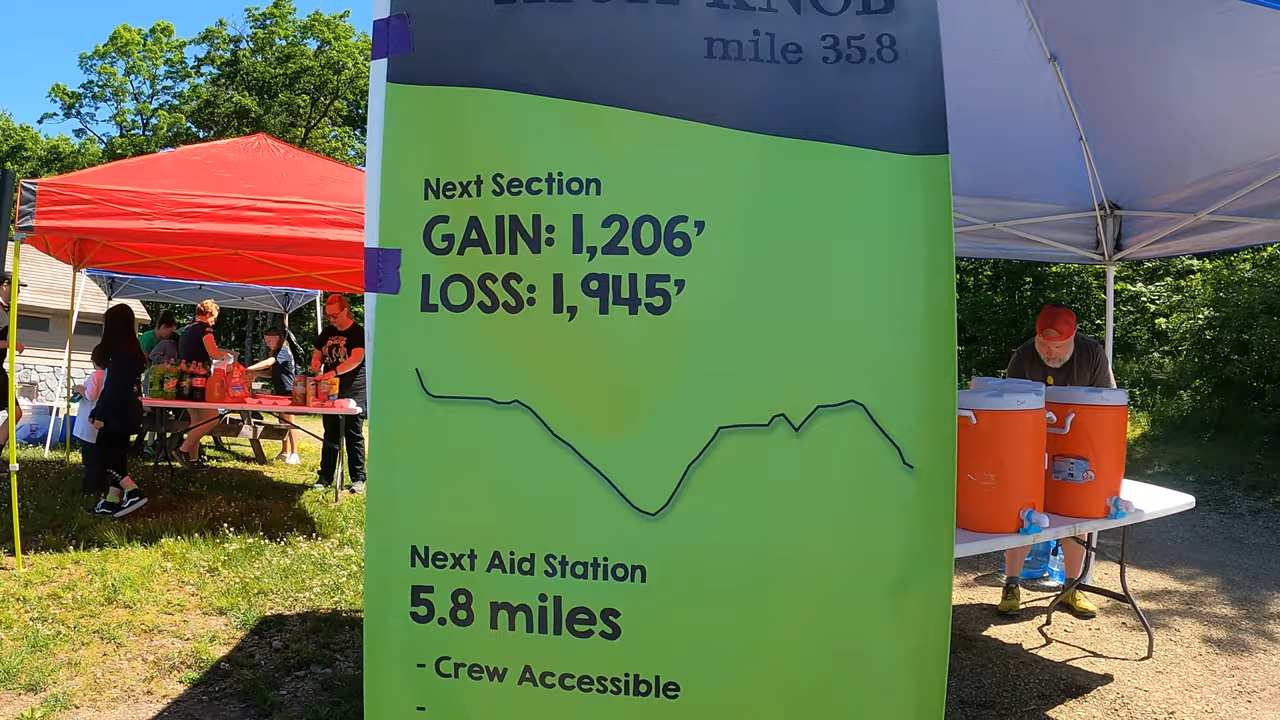 KNOB
mile 35.8
Next Section
GAIN: 1,206’
LOSS: 1,945’
Next Aid Station
5.8 miles
- Crew Accessible
-